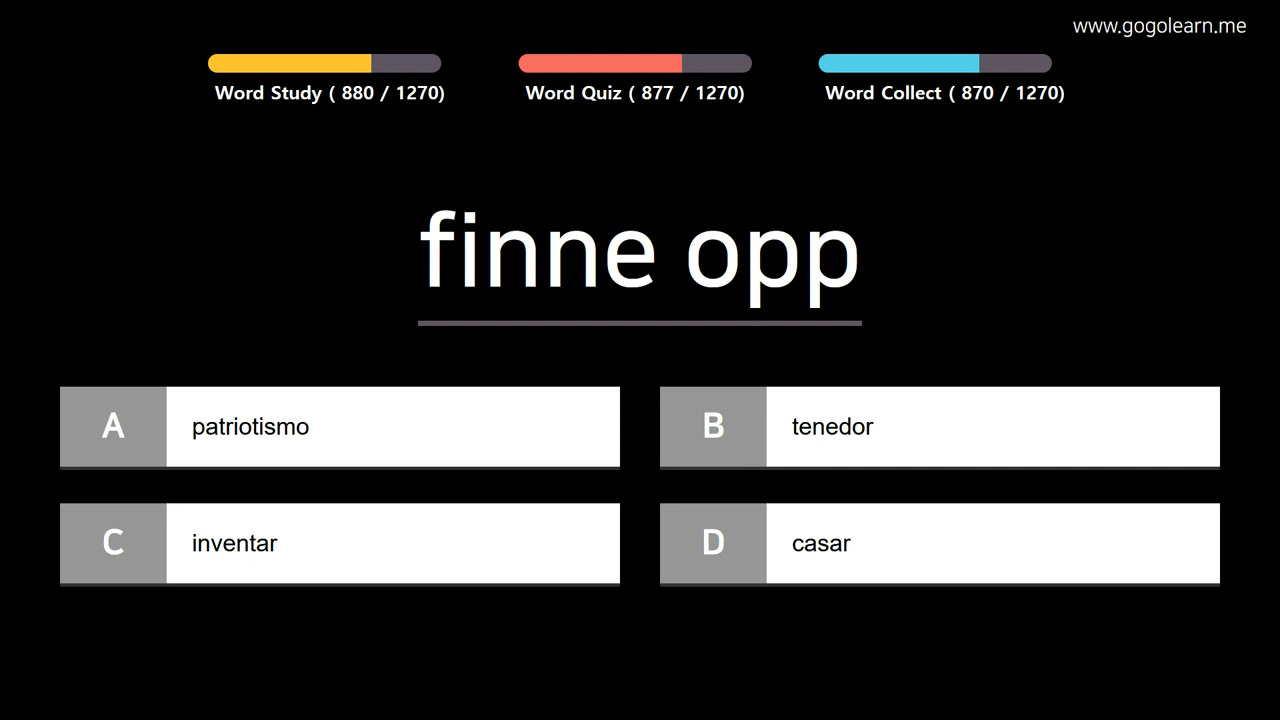 www.gogolearn.me
Word Study ( 880 / 1270)
Word Quiz ( 877 / 1270)
Word Collect ( 870 / 1270)
finne opp
A patriotismo
B tenedor
C inventar
D casar